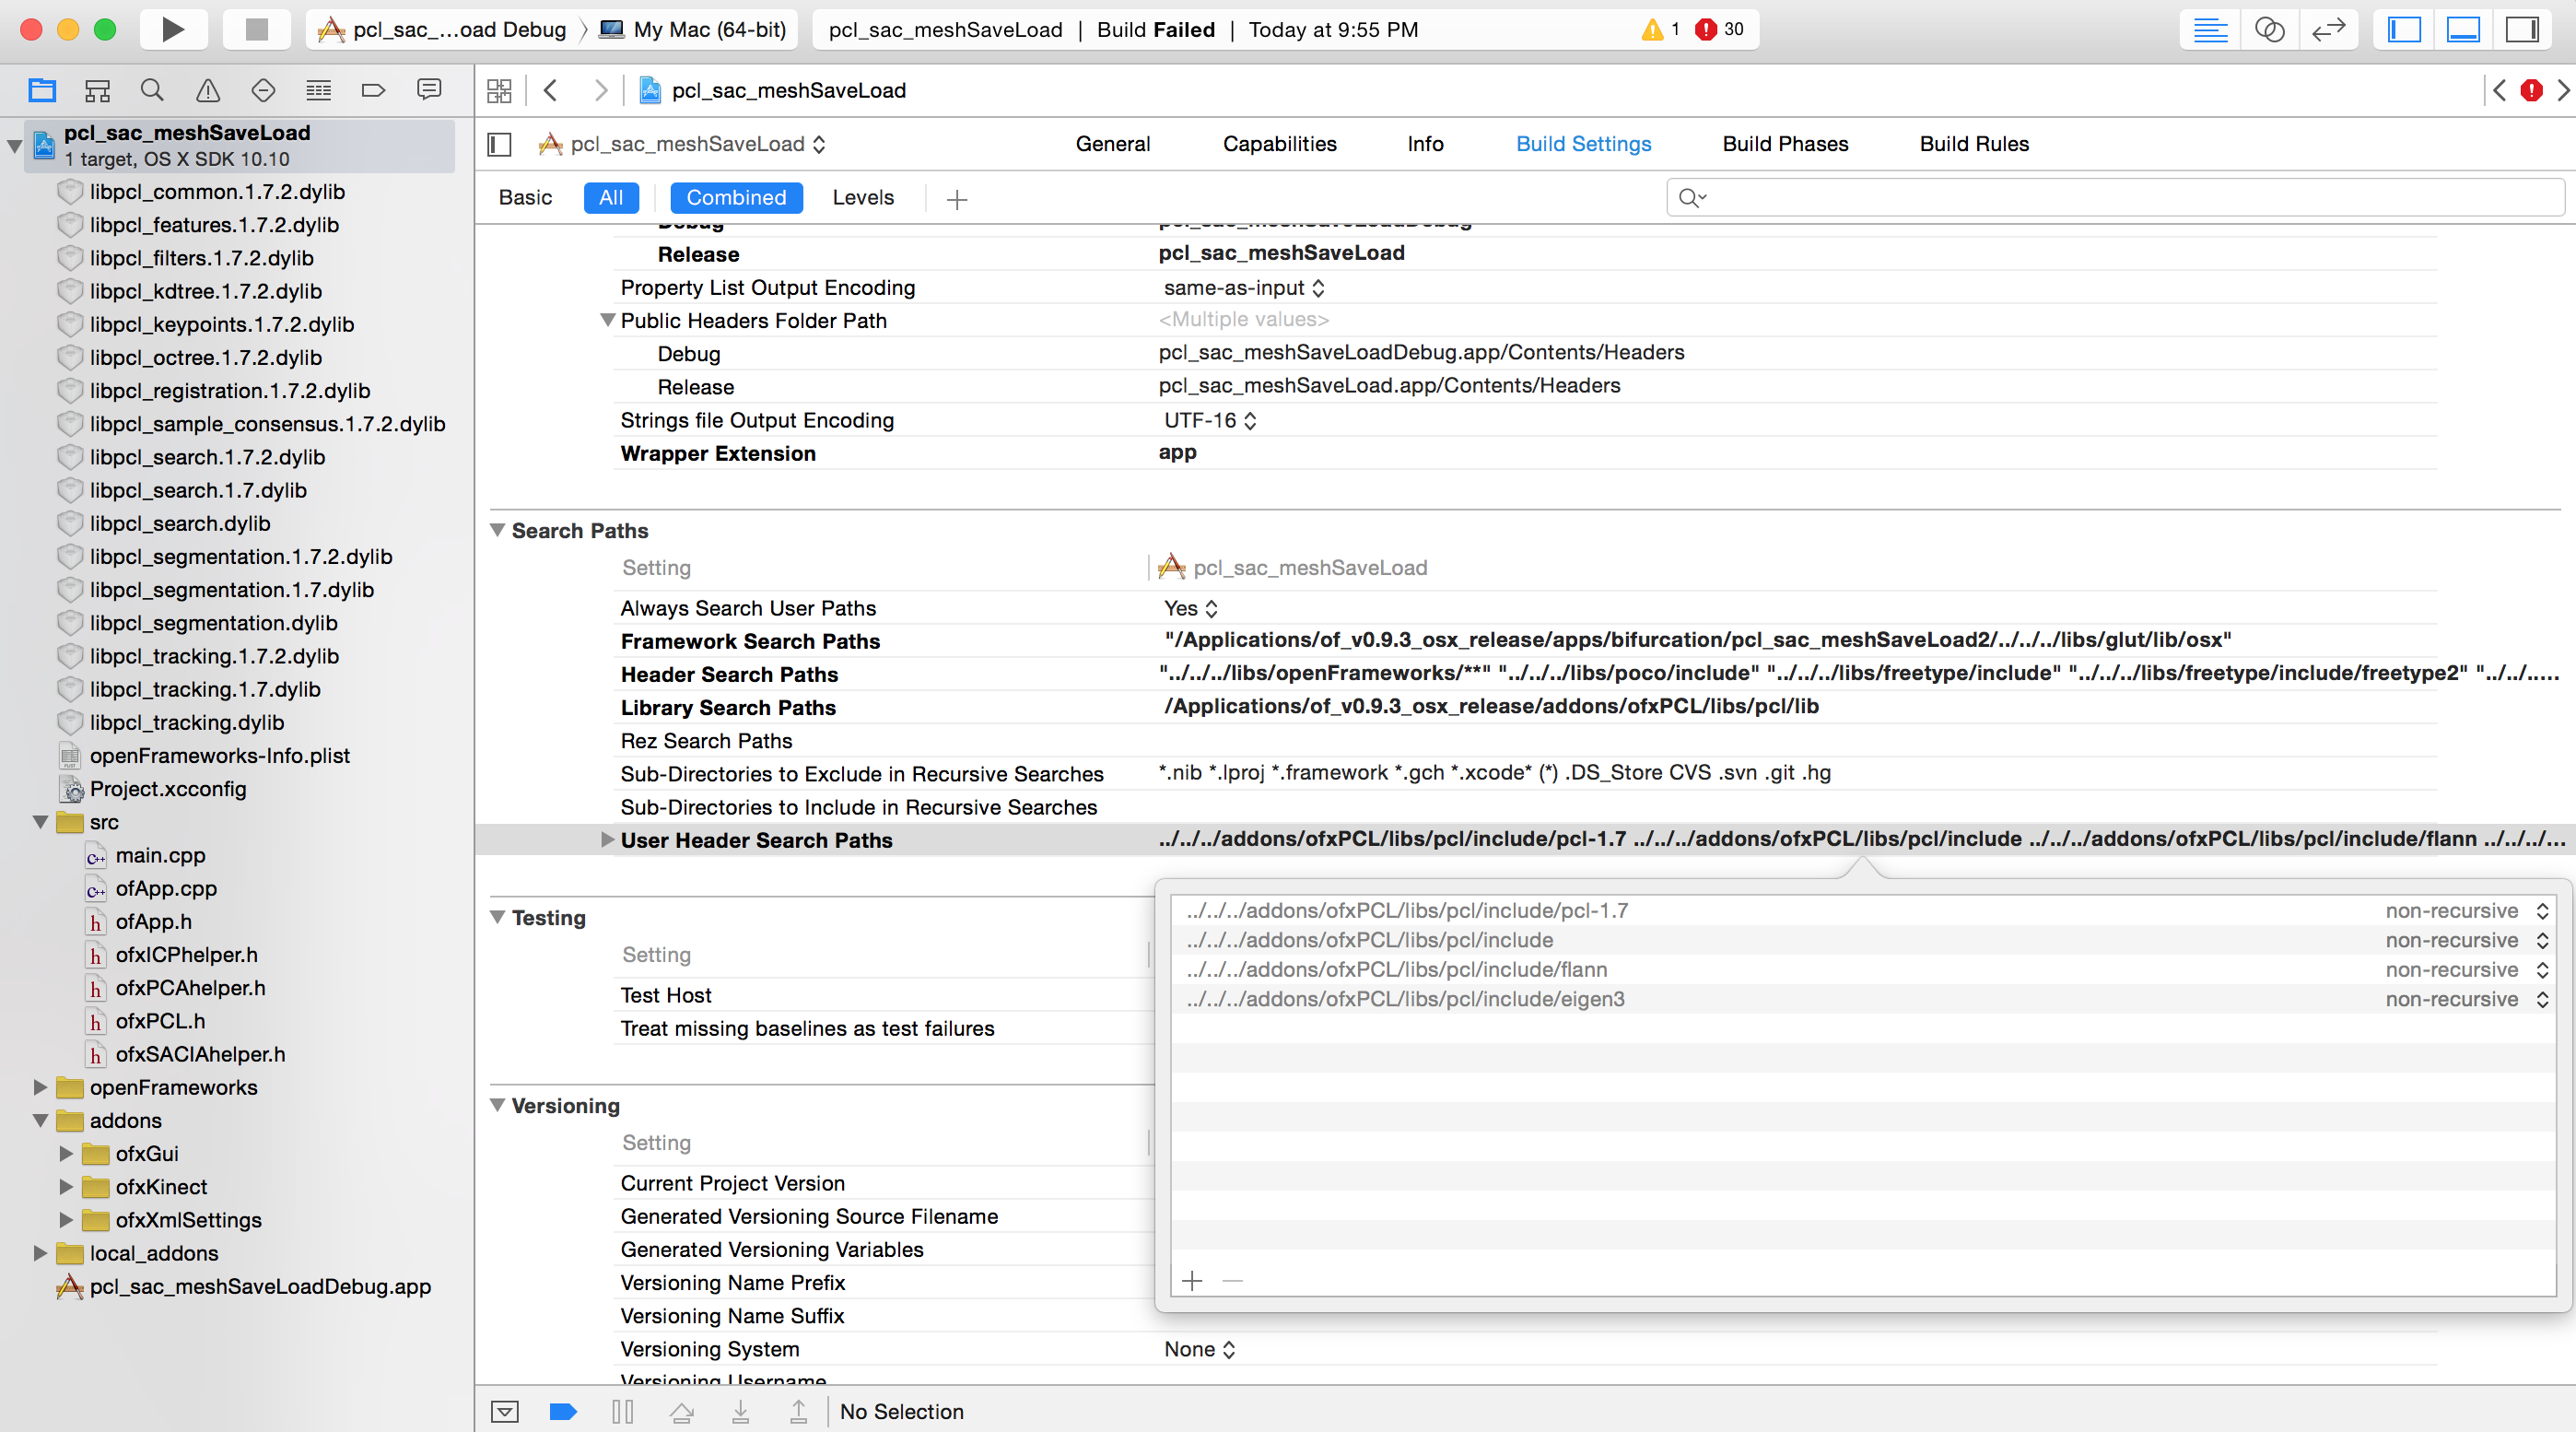 pcl_sac_...oad Debug
My Mac (64-bit)
pcl_sac_meshSaveLoad | Build Failed | Today at 9:55 PM
1
30
pcl_sac_meshSaveLoad
1 target, OS X SDK 10.10
libpcl_common.1.7.2.dylib
libpcl_features.1.7.2.dylib
libpcl_filters.1.7.2.dylib
libpcl_kdtree.1.7.2.dylib
libpcl_keypoints.1.7.2.dylib
libpcl_octree.1.7.2.dylib
libpcl_registration.1.7.2.dylib
libpcl_sample_consensus.1.7.2.dylib
libpcl_search.1.7.2.dylib
libpcl_search.1.7.dylib
libpcl_search.dylib
libpcl_segmentation.1.7.2.dylib
libpcl_segmentation.1.7.dylib
libpcl_segmentation.dylib
libpcl_tracking.1.7.2.dylib
libpcl_tracking.1.7.dylib
libpcl_tracking.dylib
openFrameworks-Info.plist
Project.xcconfig
src
main.cpp
ofApp.cpp
ofApp.h
ofxICPhelper.h
ofxPCAhelper.h
ofxPCL.h
ofxSACIAhelper.h
openFrameworks
addons
ofxGui
ofxKinect
ofxXmlSettings
local_addons
pcl_sac_meshSaveLoadDebug.app
pcl_sac_meshSaveLoad
pcl_sac_meshSaveLoad
General
Capabilities
Info
Build Settings
Build Phases
Build Rules
Basic
All
Combined
Levels
Debug pcl_sac_meshSaveLoadDebug
Release pcl_sac_meshSaveLoad
Property List Output Encoding same-as-input
Public Headers Folder Path <Multiple values>
Debug pcl_sac_meshSaveLoadDebug.app/Contents/Headers
Release pcl_sac_meshSaveLoad.app/Contents/Headers
Strings file Output Encoding UTF-16
Wrapper Extension app
Search Paths
Setting pcl_sac_meshSaveLoad
Always Search User Paths Yes
Framework Search Paths "/Applications/of_v0.9.3_osx_release/apps/bifurcation/pcl_sac_meshSaveLoad2/../../../libs/glut/lib/osx"
Header Search Paths "../../../libs/openFrameworks/**" "../../../libs/poco/include" "../../../libs/freetype/include" "../../../libs/freetype/include/freetype2" "../../.....
Library Search Paths /Applications/of_v0.9.3_osx_release/addons/ofxPCL/libs/pcl/lib
Rez Search Paths
Sub-Directories to Exclude in Recursive Searches *.nib *.lproj *.framework *.gch *.xcode* (*) .DS_Store CVS .svn .git .hg
Sub-Directories to Include in Recursive Searches
User Header Search Paths ../../../addons/ofxPCL/libs/pcl/include/pcl-1.7 ../../../addons/ofxPCL/libs/pcl/include ../../../addons/ofxPCL/libs/pcl/include/flann ../../../...
../../../addons/ofxPCL/libs/pcl/include/pcl-1.7 non-recursive
../../../addons/ofxPCL/libs/pcl/include non-recursive
../../../addons/ofxPCL/libs/pcl/include/flann non-recursive
../../../addons/ofxPCL/libs/pcl/include/eigen3 non-recursive
Testing
Setting
Test Host
Treat missing baselines as test failures
Versioning
Setting
Current Project Version
Generated Versioning Source Filename
Generated Versioning Variables
Versioning Name Prefix
Versioning Name Suffix
Versioning System None
Versioning Username
No Selection